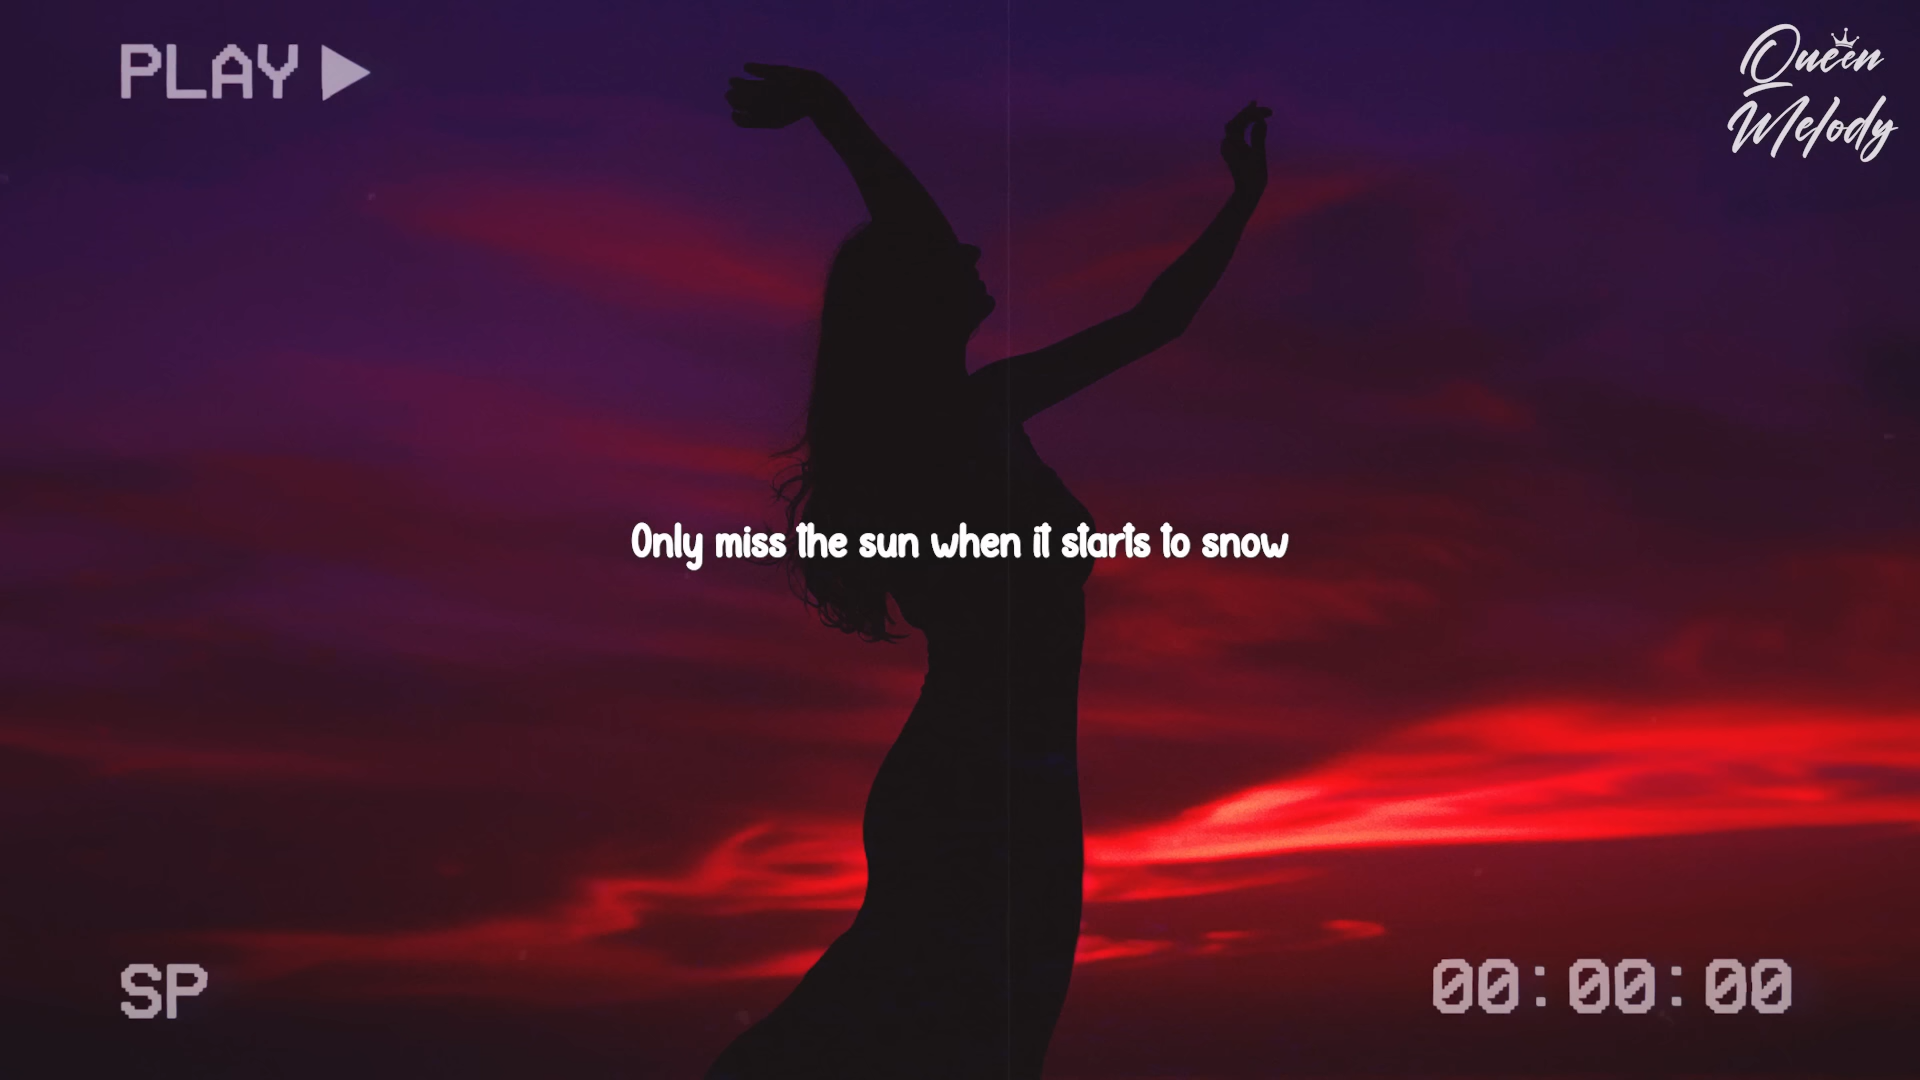 PLAY
Queen
Melody
Only miss the sun when it starts to snow
SP
00:00:00